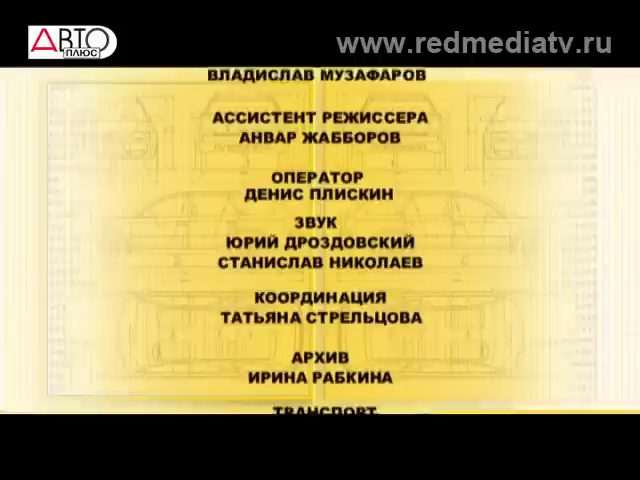 АВТО
ПЛЮС
www.redmediatv.ru
ВЛАДИСЛАВ МУЗАФАРОВ
АССИСТЕНТ РЕЖИССЕРА
АНВАР ЖАББОРОВ
ОПЕРАТОР
ДЕНИС ПЛИСКИН
ЗВУК
ЮРИЙ ДРОЗДОВСКИЙ
СТАНИСЛАВ НИКОЛАЕВ
КООРДИНАЦИЯ
ТАТЬЯНА СТРЕЛЬЦОВА
АРХИВ
ИРИНА РАБКИНА
ТРАНСПОРТ